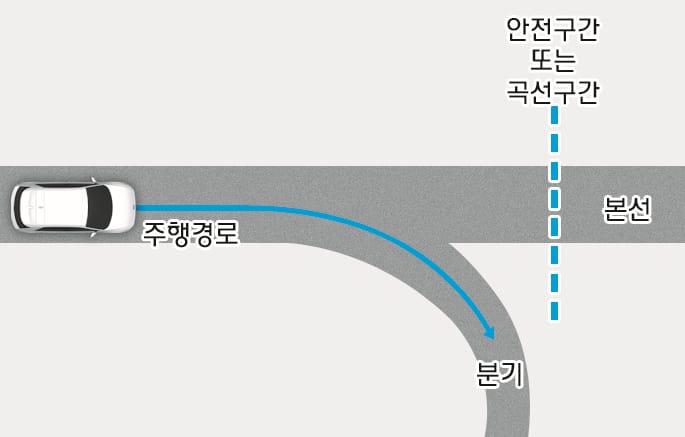 안전구간
또는
곡선구간
본선
주행경로
분기